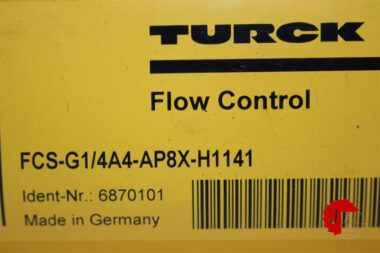 TURCK
Flow Control
FCS-G1/4A4-AP8X-H1141
Ident-Nr.: 6870101
Made in Germany